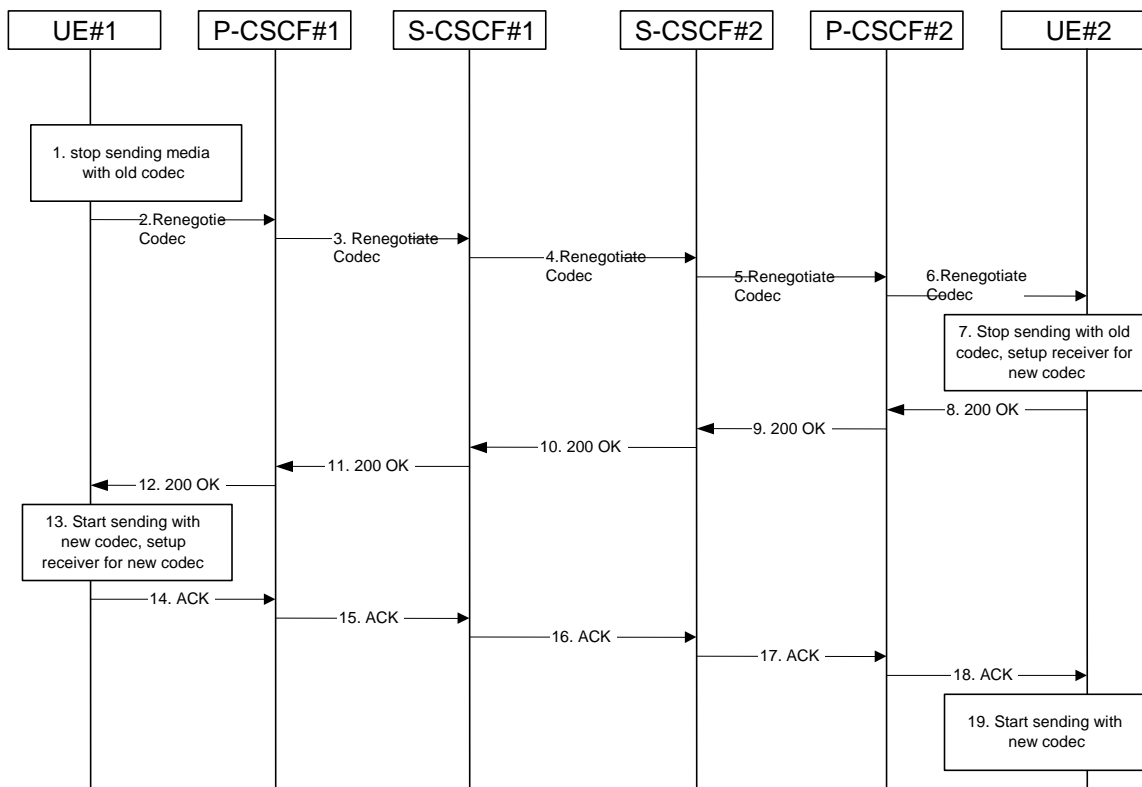 UE#1
P-CSCF#1
S-CSCF#1
S-CSCF#2
P-CSCF#2
UE#2
1. stop sending media
with old codec
2.Renegotie
Codec
3. Renegotiate
Codec
4.Renegotiate
Codec
5.Renegotiate
Codec
6.Renegotiate
Codec
7. Stop sending with old
codec, setup receiver for
new codec
8. 200 OK
9. 200 OK
10. 200 OK
11. 200 OK
12. 200 OK
13. Start sending with
new codec, setup
receiver for new codec
14. ACK
15. ACK
16. ACK
17. ACK
18. ACK
19. Start sending with
new codec